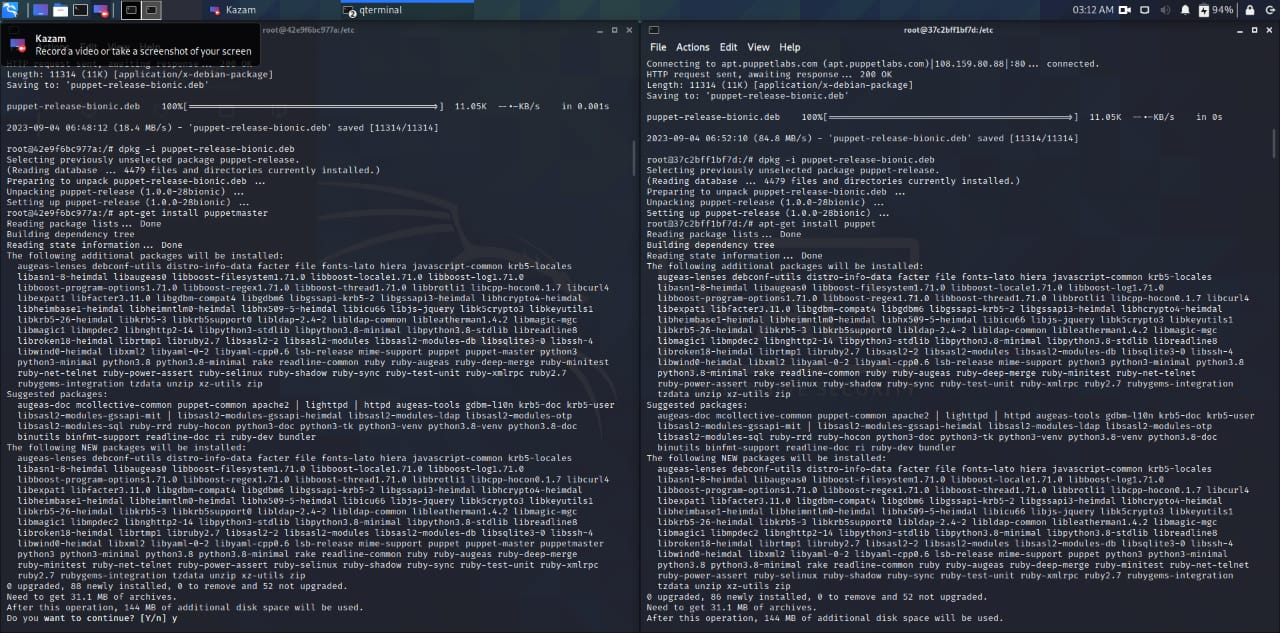 Kazam
qterminal
03:12 AM
94%
root@42e9f6bc977a:/etc
Kazam
Record a video or take a screenshot of your screen
HTTP request sent, awaiting response... 200 OK
Length: 11314 (11K) [application/x-debian-package]
Saving to: 'puppet-release-bionic.deb'
puppet-release-bionic.deb 100%[===================>] 11.05K --.-KB/s in 0.001s
2023-09-04 06:48:12 (18.4 MB/s) - 'puppet-release-bionic.deb' saved [11314/11314]
root@42e9f6bc977a:/# dpkg -i puppet-release-bionic.deb
Selecting previously unselected package puppet-release.
(Reading database ... 4479 files and directories currently installed.)
Preparing to unpack puppet-release-bionic.deb ...
Unpacking puppet-release (1.0.0-28bionic) ...
Setting up puppet-release (1.0.0-28bionic) ...
root@42e9f6bc977a:/# apt-get install puppetmaster
Reading package lists... Done
Building dependency tree
Reading state information... Done
The following additional packages will be installed:
augeas-lenses debconf-utils distro-info-data facter file fonts-lato hiera javascript-common krb5-locales
libasn1-8-heimdal libaugeas0 libboost-filesystem1.71.0 libboost-locale1.71.0 libboost-log1.71.0
libboost-program-options1.71.0 libboost-regex1.71.0 libboost-thread1.71.0 libbrotli1 libcpp-hocon0.1.7 libcurl4
libexpat1 libfacter3.11.0 libgdbm-compat4 libgdbm6 libgssapi-krb5-2 libgssapi3-heimdal libhcrypto4-heimdal
libheimbase1-heimdal libheimntlm0-heimdal libhx509-5-heimdal libicu66 libjs-jquery libk5crypto3 libkeyutils1
libkrb5-26-heimdal libkrb5-3 libkrb5support0 libldap-2.4-2 libldap-common libleatherman1.4.2 libmagic-mgc
libmagic1 libmpdec2 libnghttp2-14 libpython3-stdlib libpython3.8-minimal libpython3.8-stdlib libreadline8
libroken18-heimdal librtmp1 libruby2.7 libsasl2-2 libsasl2-modules libsasl2-modules-db libsqlite3-0 libssh-4
libwind0-heimdal libxml2 libyaml-0-2 libyaml-cpp0.6 lsb-release mime-support puppet puppet-master python3
python3-minimal python3.8 python3.8-minimal rake readline-common ruby ruby-augeas ruby-deep-merge ruby-minitest
ruby-net-telnet ruby-power-assert ruby-selinux ruby-shadow ruby-sync ruby-test-unit ruby-xmlrpc ruby2.7
rubygems-integration tzdata unzip xz-utils zip
Suggested packages:
augeas-doc mcollective-common puppet-common apache2 | lighttpd | httpd augeas-tools gdbm-l10n krb5-doc krb5-user
libsasl2-modules-gssapi-mit | libsasl2-modules-gssapi-heimdal libsasl2-modules-ldap libsasl2-modules-otp
libsasl2-modules-sql ruby-rrd ruby-hocon python3-doc python3-tk python3-venv python3.8-venv python3.8-doc
binutils binfmt-support readline-doc ri ruby-dev bundler
The following NEW packages will be installed:
augeas-lenses debconf-utils distro-info-data facter file fonts-lato hiera javascript-common krb5-locales
libasn1-8-heimdal libaugeas0 libboost-filesystem1.71.0 libboost-locale1.71.0 libboost-log1.71.0
libboost-program-options1.71.0 libboost-regex1.71.0 libboost-thread1.71.0 libbrotli1 libcpp-hocon0.1.7 libcurl4
libexpat1 libfacter3.11.0 libgdbm-compat4 libgdbm6 libgssapi-krb5-2 libgssapi3-heimdal libhcrypto4-heimdal
libheimbase1-heimdal libheimntlm0-heimdal libhx509-5-heimdal libicu66 libjs-jquery libk5crypto3 libkeyutils1
libkrb5-26-heimdal libkrb5-3 libkrb5support0 libldap-2.4-2 libldap-common libleatherman1.4.2 libmagic-mgc
libmagic1 libmpdec2 libnghttp2-14 libpython3-stdlib libpython3.8-minimal libpython3.8-stdlib libreadline8
libroken18-heimdal librtmp1 libruby2.7 libsasl2-2 libsasl2-modules libsasl2-modules-db libsqlite3-0 libssh-4
libwind0-heimdal libxml2 libyaml-0-2 libyaml-cpp0.6 lsb-release mime-support puppet puppet-master puppetmaster
python3 python3-minimal python3.8 python3.8-minimal rake readline-common ruby ruby-augeas ruby-deep-merge
ruby-minitest ruby-net-telnet ruby-power-assert ruby-selinux ruby-shadow ruby-sync ruby-test-unit ruby-xmlrpc
ruby2.7 rubygems-integration tzdata unzip xz-utils zip
0 upgraded, 88 newly installed, 0 to remove and 52 not upgraded.
Need to get 31.1 MB of archives.
After this operation, 144 MB of additional disk space will be used.
Do you want to continue? [Y/n] y
root@37c2bff1bf7d:/etc
File Actions Edit View Help
Connecting to apt.puppetlabs.com (apt.puppetlabs.com)|108.159.80.88|:80... connected.
HTTP request sent, awaiting response... 200 OK
Length: 11314 (11K) [application/x-debian-package]
Saving to: 'puppet-release-bionic.deb'
puppet-release-bionic.deb 100%[===================>] 11.05K --.-KB/s in 0s
2023-09-04 06:52:10 (84.8 MB/s) - 'puppet-release-bionic.deb' saved [11314/11314]
root@37c2bff1bf7d:/# dpkg -i puppet-release-bionic.deb
Selecting previously unselected package puppet-release.
(Reading database ... 4479 files and directories currently installed.)
Preparing to unpack puppet-release-bionic.deb ...
Unpacking puppet-release (1.0.0-28bionic) ...
Setting up puppet-release (1.0.0-28bionic) ...
root@37c2bff1bf7d:/# apt-get install puppet
Reading package lists... Done
Building dependency tree
Reading state information... Done
The following additional packages will be installed:
augeas-lenses debconf-utils distro-info-data facter file fonts-lato hiera javascript-common krb5-locales
libasn1-8-heimdal libaugeas0 libboost-filesystem1.71.0 libboost-locale1.71.0 libboost-log1.71.0
libboost-program-options1.71.0 libboost-regex1.71.0 libboost-thread1.71.0 libbrotli1 libcpp-hocon0.1.7 libcurl4
libexpat1 libfacter3.11.0 libgdbm-compat4 libgdbm6 libgssapi-krb5-2 libgssapi3-heimdal libhcrypto4-heimdal
libheimbase1-heimdal libheimntlm0-heimdal libhx509-5-heimdal libicu66 libjs-jquery libk5crypto3 libkeyutils1
libkrb5-26-heimdal libkrb5-3 libkrb5support0 libldap-2.4-2 libldap-common libleatherman1.4.2 libmagic-mgc
libmagic1 libmpdec2 libnghttp2-14 libpython3-stdlib libpython3.8-minimal libpython3.8-stdlib libreadline8
libroken18-heimdal librtmp1 libruby2.7 libsasl2-2 libsasl2-modules libsasl2-modules-db libsqlite3-0 libssh-4
libwind0-heimdal libxml2 libyaml-0-2 libyaml-cpp0.6 lsb-release mime-support python3 python3-minimal python3.8
python3.8-minimal rake readline-common ruby ruby-augeas ruby-deep-merge ruby-minitest ruby-net-telnet
ruby-power-assert ruby-selinux ruby-shadow ruby-sync ruby-test-unit ruby-xmlrpc ruby2.7 rubygems-integration
tzdata unzip xz-utils zip
Suggested packages:
augeas-doc mcollective-common puppet-common apache2 | lighttpd | httpd augeas-tools gdbm-l10n krb5-doc krb5-user
libsasl2-modules-gssapi-mit | libsasl2-modules-gssapi-heimdal libsasl2-modules-ldap libsasl2-modules-otp
libsasl2-modules-sql ruby-rrd ruby-hocon python3-doc python3-tk python3-venv python3.8-venv python3.8-doc
binutils binfmt-support readline-doc ri ruby-dev bundler
The following NEW packages will be installed:
augeas-lenses debconf-utils distro-info-data facter file fonts-lato hiera javascript-common krb5-locales
libasn1-8-heimdal libaugeas0 libboost-filesystem1.71.0 libboost-locale1.71.0 libboost-log1.71.0
libboost-program-options1.71.0 libboost-regex1.71.0 libboost-thread1.71.0 libbrotli1 libcpp-hocon0.1.7 libcurl4
libexpat1 libfacter3.11.0 libgdbm-compat4 libgdbm6 libgssapi-krb5-2 libgssapi3-heimdal libhcrypto4-heimdal
libheimbase1-heimdal libheimntlm0-heimdal libhx509-5-heimdal libicu66 libjs-jquery libk5crypto3 libkeyutils1
libkrb5-26-heimdal libkrb5-3 libkrb5support0 libldap-2.4-2 libldap-common libleatherman1.4.2 libmagic-mgc
libmagic1 libmpdec2 libnghttp2-14 libpython3-stdlib libpython3.8-minimal libpython3.8-stdlib libreadline8
libroken18-heimdal librtmp1 libruby2.7 libsasl2-2 libsasl2-modules libsasl2-modules-db libsqlite3-0 libssh-4
libwind0-heimdal libxml2 libyaml-0-2 libyaml-cpp0.6 lsb-release mime-support puppet python3 python3-minimal
python3.8 python3.8-minimal rake readline-common ruby ruby-augeas ruby-deep-merge ruby-minitest ruby-net-telnet
ruby-power-assert ruby-selinux ruby-shadow ruby-sync ruby-test-unit ruby-xmlrpc ruby2.7 rubygems-integration
tzdata unzip xz-utils zip
0 upgraded, 86 newly installed, 0 to remove and 52 not upgraded.
Need to get 31.1 MB of archives.
After this operation, 144 MB of additional disk space will be used.